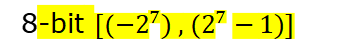 8-bit [(−2⁷) , (2⁷ − 1)]